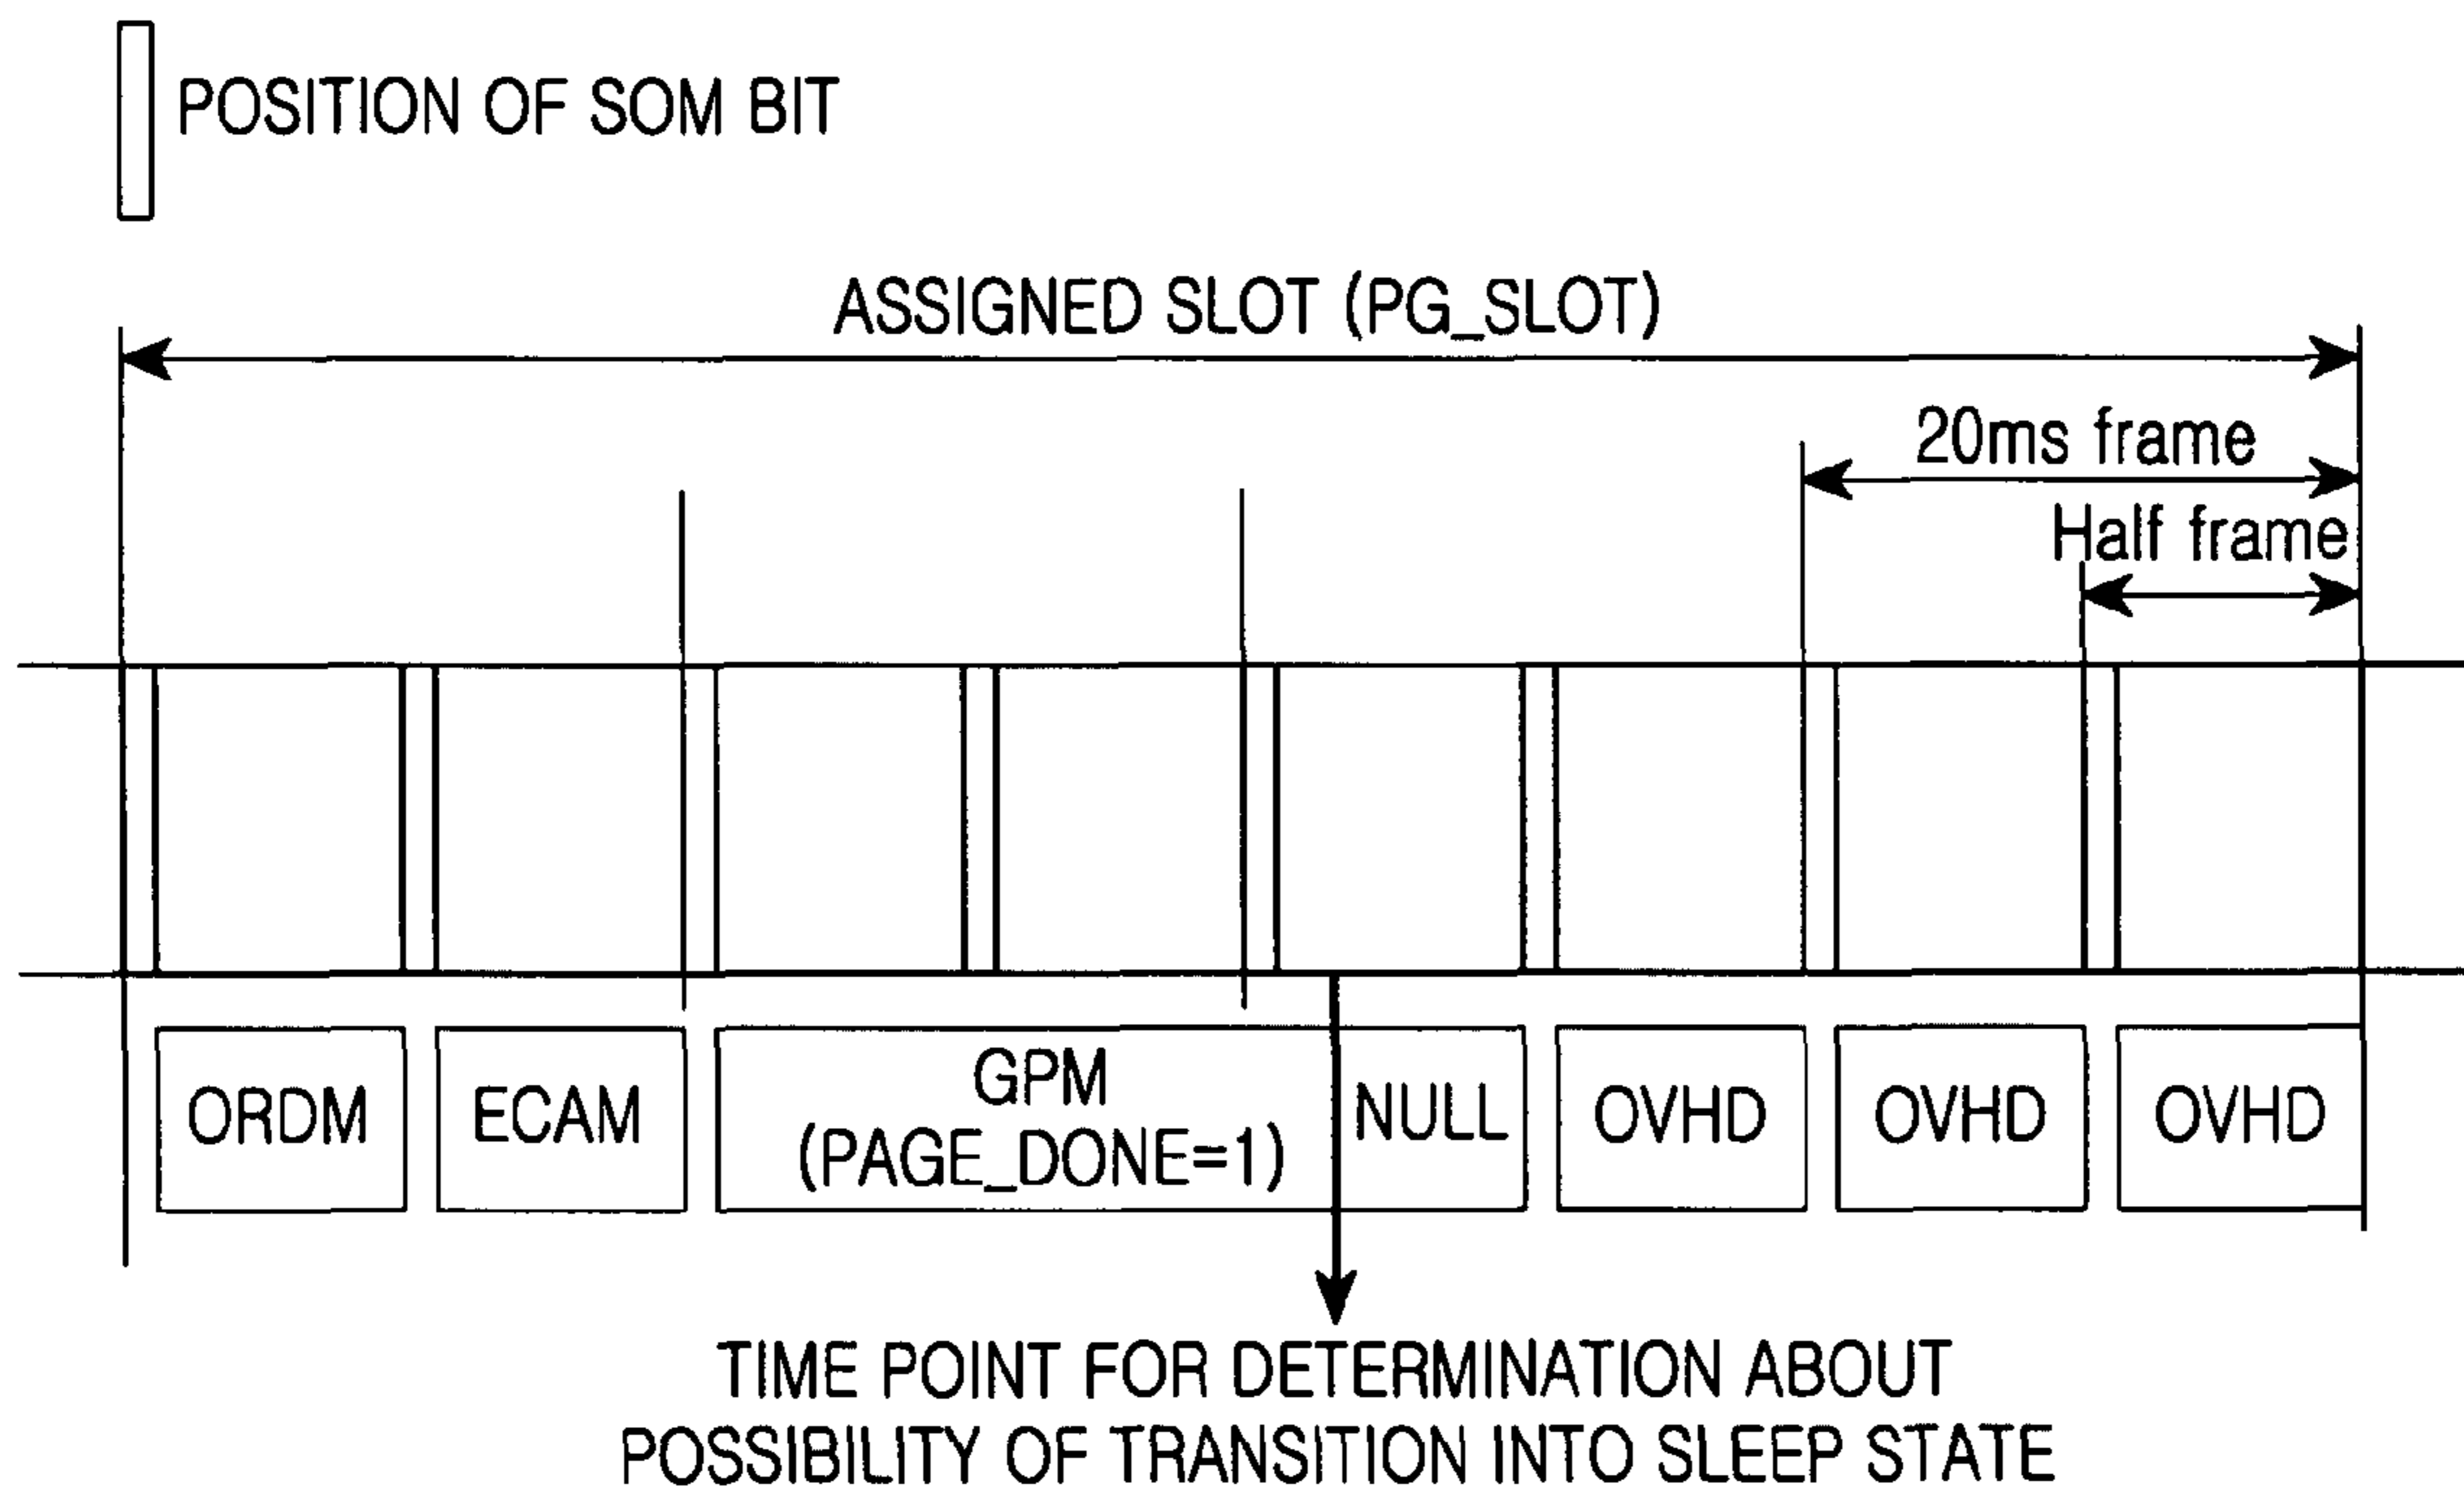 POSITION OF SOM BIT
ASSIGNED SLOT (PG_SLOT)
20ms frame
Half frame
ORDM
ECAM
GPM
(PAGE_DONE=1)
NULL
OVHD
OVHD
OVHD
TIME POINT FOR DETERMINATION ABOUT
POSSIBILITY OF TRANSITION INTO SLEEP STATE